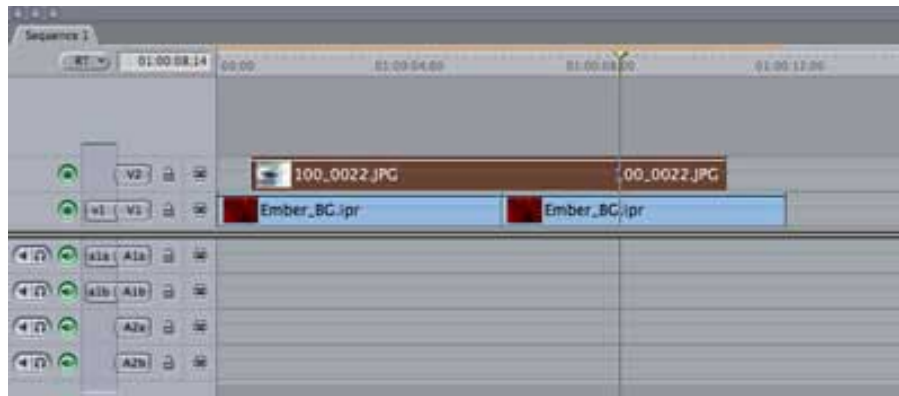 Sequence 1
RT 01:00:08;14 00:00 01:00:04;00 01:00:08;00 01:00:12;00
V2 100_0022.JPG 100_0022.JPG
v1 V1 Ember_BG.ipr Ember_BG.ipr
a1a A1a
a1b A1b
A2a
A2b